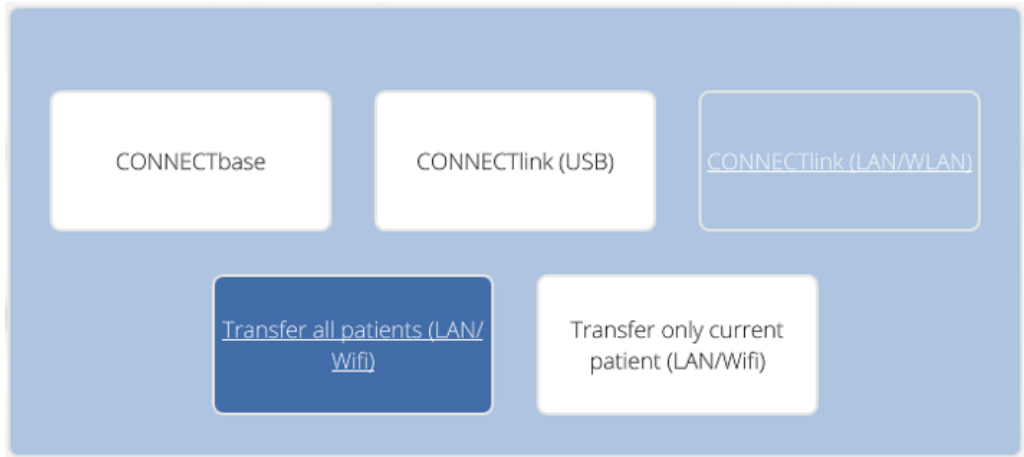 CONNECTbase
CONNECTlink (USB)
CONNECTlink (LAN/WLAN)
Transfer all patients (LAN/
Wifi)
Transfer only current
patient (LAN/Wifi)